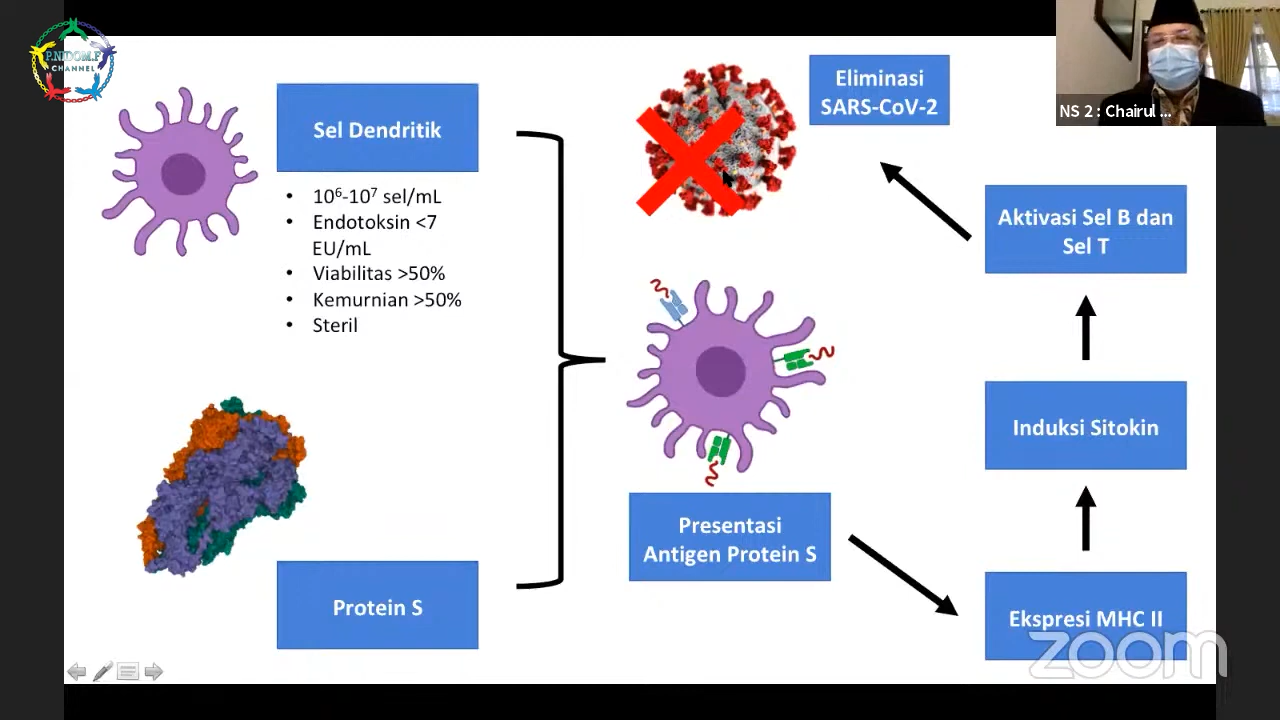 P.NIDOM.F
CHANNEL
Sel Dendritik
• 10⁶-10⁷ sel/mL
• Endotoksin <7
EU/mL
• Viabilitas >50%
• Kemurnian >50%
• Steril
Protein S
Presentasi
Antigen Protein S
Eliminasi
SARS-CoV-2
Aktivasi Sel B dan
Sel T
Induksi Sitokin
Ekspresi MHC II
NS 2 : Chairul ...
zoom